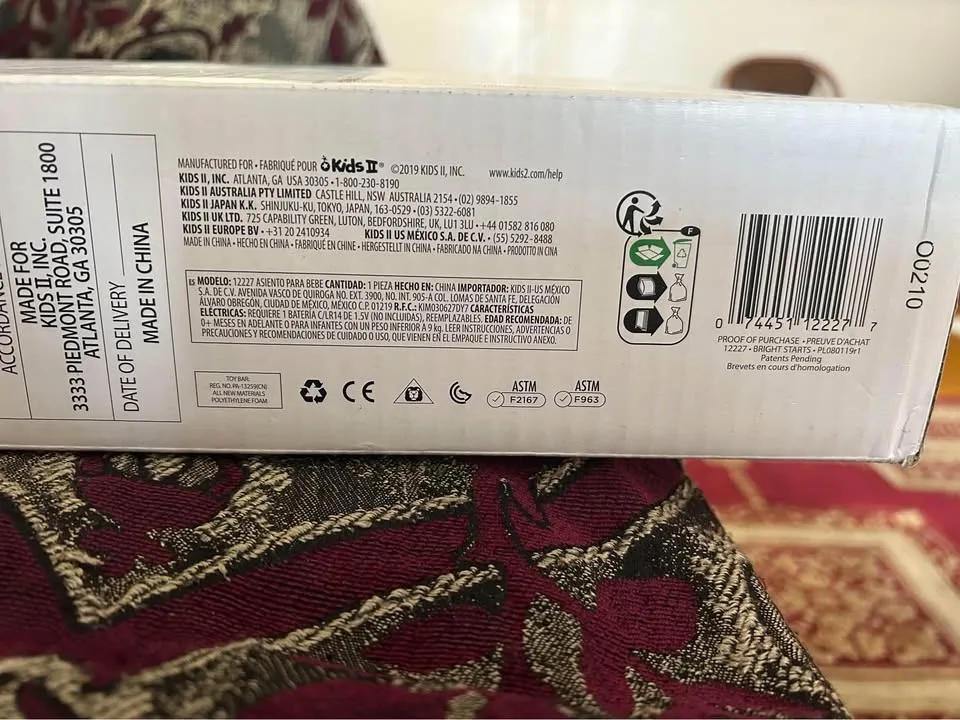 ACCORDANCE
MADE FOR
KIDS II, INC.
3333 PIEDMONT ROAD, SUITE 1800
ATLANTA, GA 30305
DATE OF DELIVERY
MADE IN CHINA
MANUFACTURED FOR • FABRIQUÉ POUR Kids II® ©2019 KIDS II, INC. www.kids2.com/help
KIDS II, INC. ATLANTA, GA USA 30305 • 1-800-230-8190
KIDS II AUSTRALIA PTY LIMITED CASTLE HILL, NSW AUSTRALIA 2154 • (02) 9894-1855
KIDS II JAPAN K.K. SHINJUKU-KU, TOKYO, JAPAN, 163-0529 • (03) 5322-6081
KIDS II UK LTD. 725 CAPABILITY GREEN, LUTON, BEDFORDSHIRE, UK, LU1 3LU • +44 01582 816 080
KIDS II EUROPE BV • +31 20 2410934 KIDS II US MÉXICO S.A. DE C.V. • (55) 5292-8488
MADE IN CHINA • HECHO EN CHINA • FABRIQUÉ EN CHINE • HERGESTELLT IN CHINA • FABRICADO NA CHINA • PRODOTTO IN CINA
ES MODELO: 12227 ASIENTO PARA BEBE CANTIDAD: 1 PIEZA HECHO EN: CHINA IMPORTADOR: KIDS II-US MÉXICO
S.A. DE C.V. AVENIDA VASCO DE QUIROGA NO. EXT. 3900, NO. INT. 905-A COL. LOMAS DE SANTA FE, DELEGACIÓN
ÁLVARO OBREGÓN, CIUDAD DE MÉXICO, MÉXICO C.P. 01219 R.F.C.: KIM030627DY7 CARACTERÍSTICAS
ELÉCTRICAS: REQUIERE 1 BATERÍA C/LR14 DE 1.5V (NO INCLUIDAS), REEMPLAZABLES. EDAD RECOMENDADA: DE
0+ MESES EN ADELANTE O PARA INFANTES CON UN PESO INFERIOR A 9 kg. LEER INSTRUCCIONES, ADVERTENCIAS O
PRECAUCIONES Y RECOMENDACIONES DE CUIDADO O USO, QUE VIENEN EN EL EMPAQUE E INSTRUCTIVO ANEXO.
TOY BAR:
REG. NO. PA-13259(CN)
ALL NEW MATERIALS
POLYETHYLENE FOAM
CE
ASTM
F2167
ASTM
F963
F
0 74451 12227 7
PROOF OF PURCHASE • PREUVE D'ACHAT
12227 • BRIGHT STARTS • PL080119r1
Patents Pending
Brevets en cours d'homologation
O0210